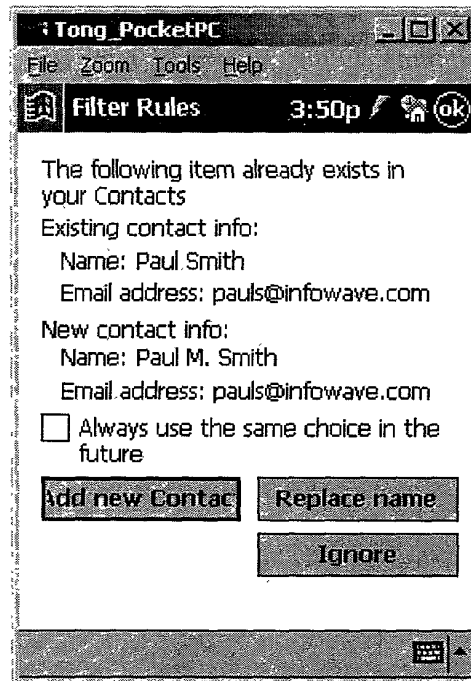 Tong_PocketPC
File Zoom Tools Help
Filter Rules 3:50p ok
The following item already exists in
your Contacts
Existing contact info:
Name: Paul Smith
Email address: pauls@infowave.com
New contact info:
Name: Paul M. Smith
Email address: pauls@infowave.com
Always use the same choice in the
future
Add new Contac Replace name
Ignore